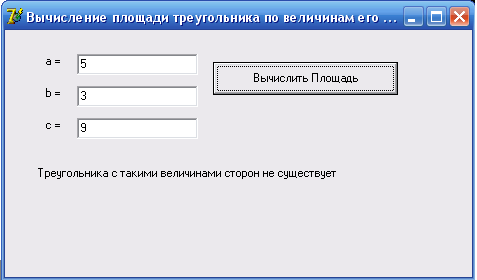 Вычисление площади треугольника по величинам его ...
a = 5
Вычислить Площадь
b = 3
c = 9
Треугольника с такими величинами сторон не существует